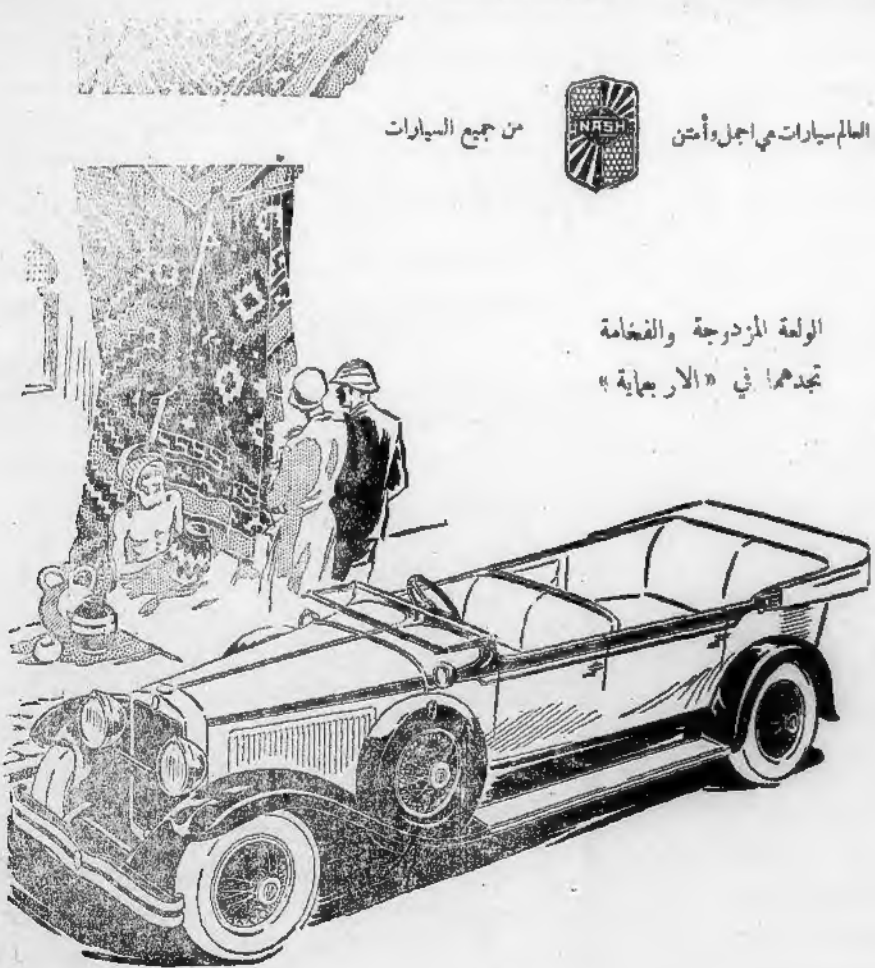 العالم سيارات هي اجمل وأمتن
NASH
من جميع السيارات
الولعة المزدوجة والفخامة
تجدهما في «الاربعماية»